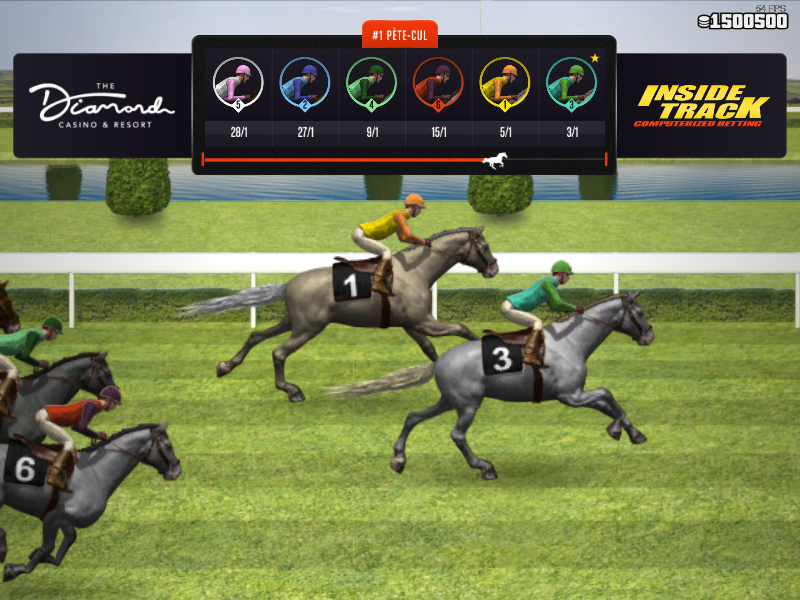 54 FPS
1500500
#1 PÈTE-CUL
THE
Diamond
CASINO & RESORT
5 2 4 6 1 3
28/1 27/1 9/1 15/1 5/1 3/1
INSIDE
TRACK
COMPUTERIZED BETTING
1
3
6